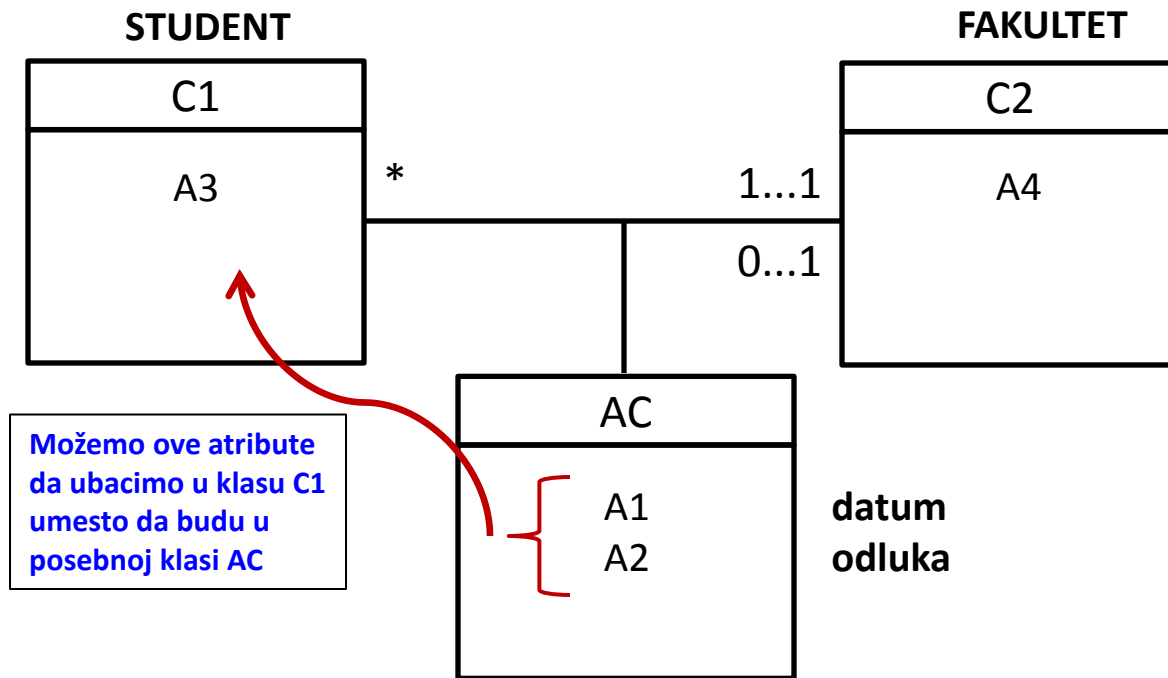 STUDENT
FAKULTET
C1
C2
A3
*
1...1
A4
0...1
AC
Možemo ove atribute
da ubacimo u klasu C1
umesto da budu u
posebnoj klasi AC
A1
datum
A2
odluka